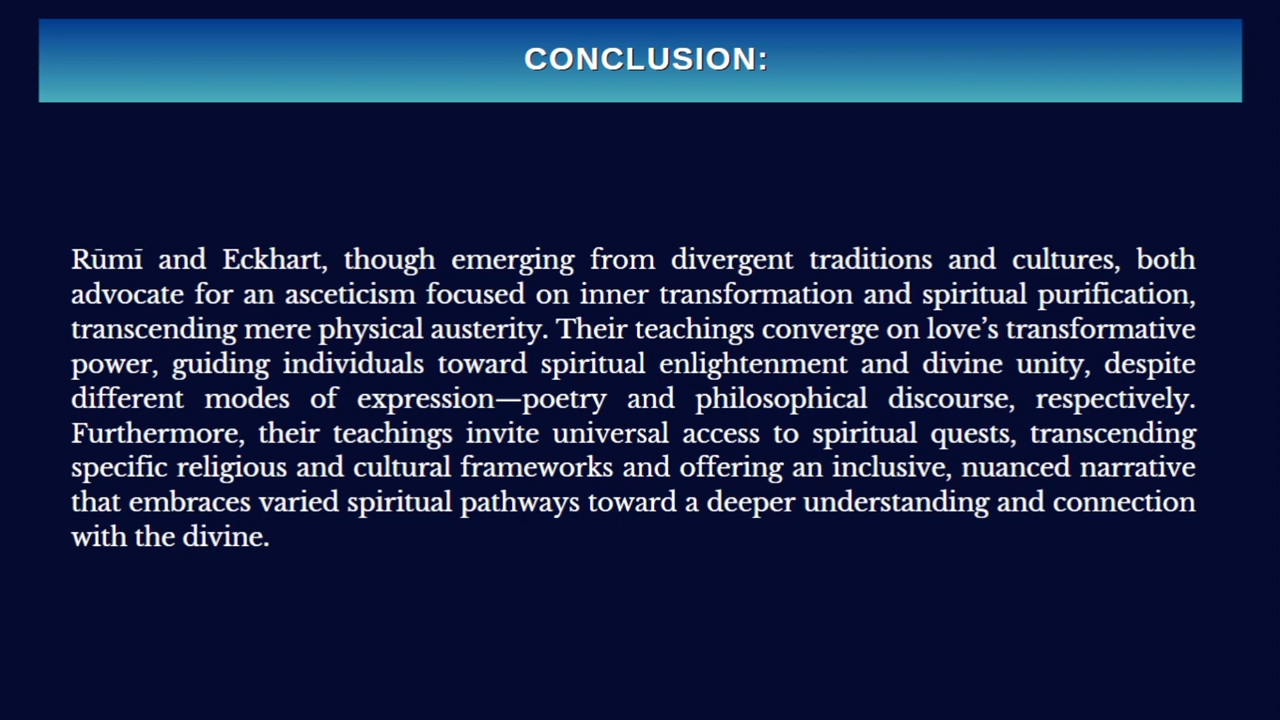 CONCLUSION:
Rūmī and Eckhart, though emerging from divergent traditions and cultures, both
advocate for an asceticism focused on inner transformation and spiritual purification,
transcending mere physical austerity. Their teachings converge on love’s transformative
power, guiding individuals toward spiritual enlightenment and divine unity, despite
different modes of expression—poetry and philosophical discourse, respectively.
Furthermore, their teachings invite universal access to spiritual quests, transcending
specific religious and cultural frameworks and offering an inclusive, nuanced narrative
that embraces varied spiritual pathways toward a deeper understanding and connection
with the divine.